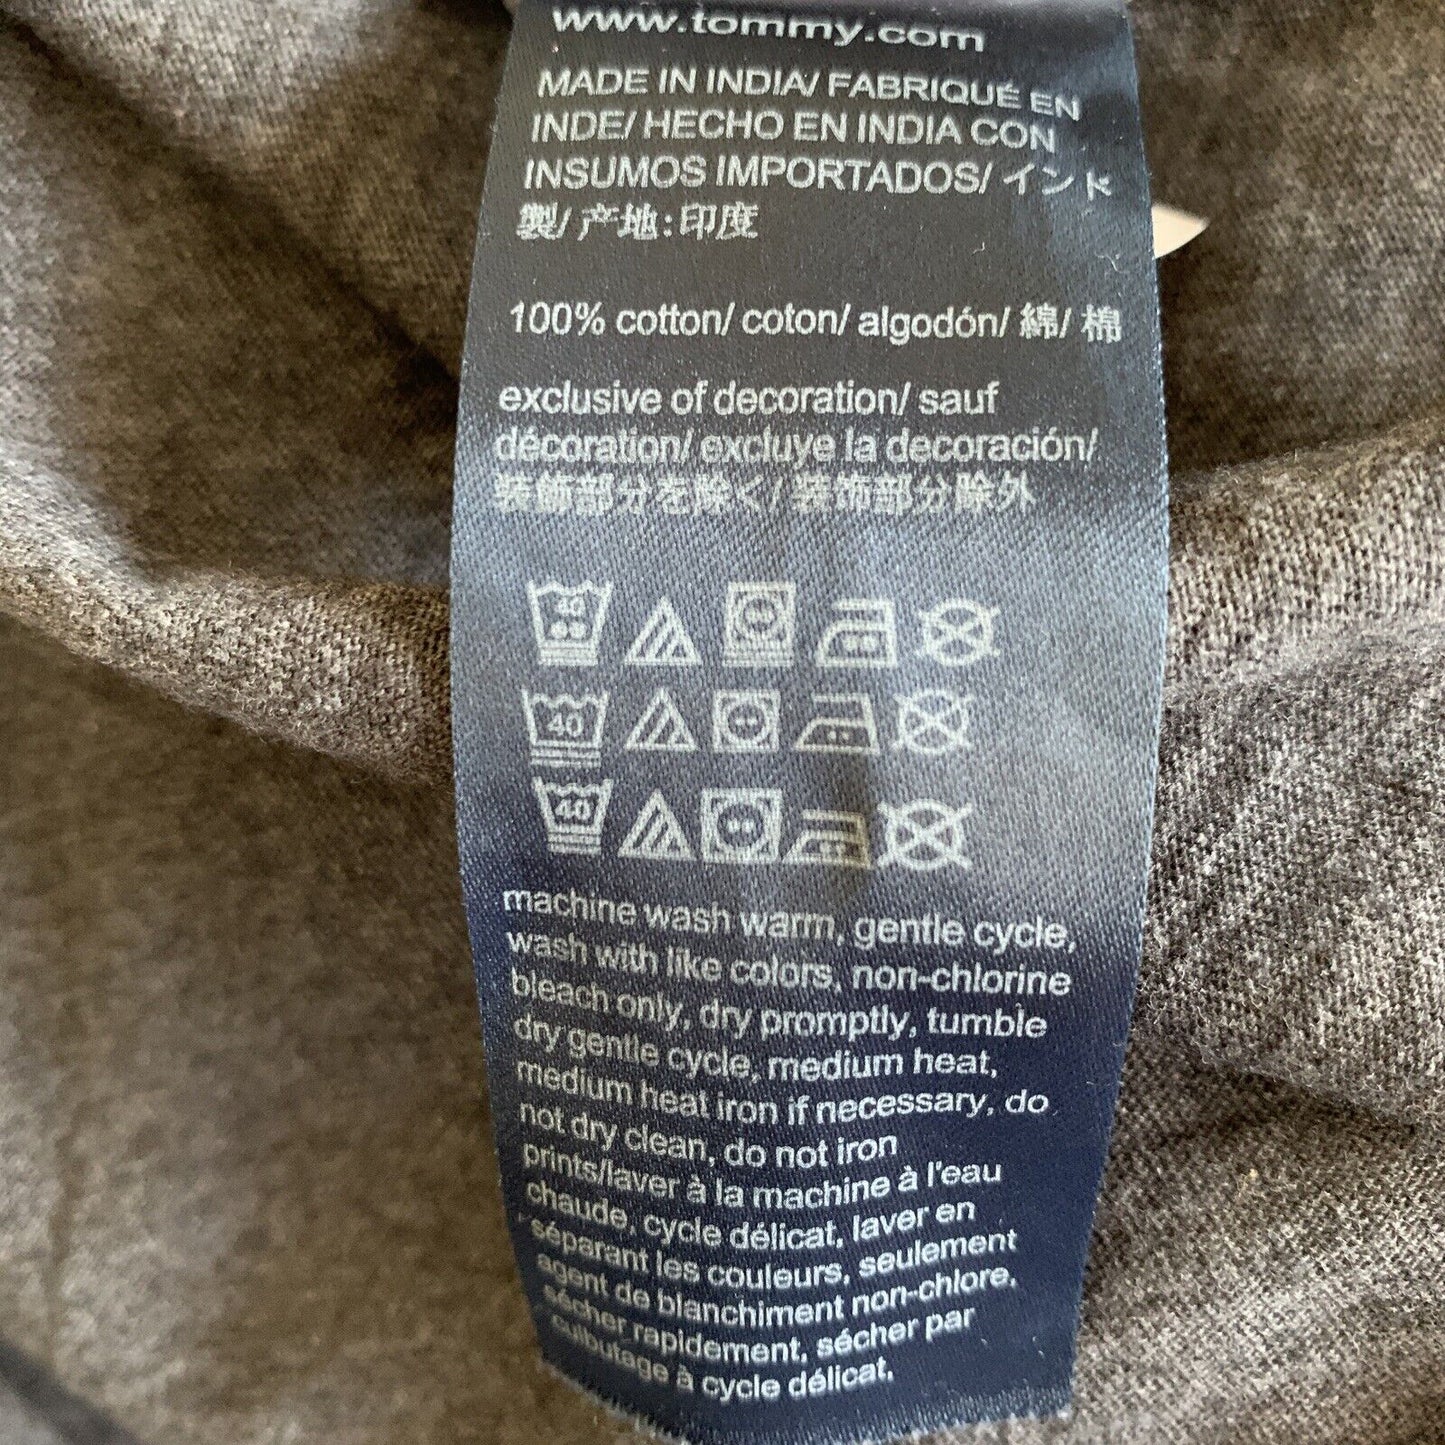 www.tommy.com
MADE IN INDIA/ FABRIQUÉ EN
INDE/ HECHO EN INDIA CON
INSUMOS IMPORTADOS/ インド
製/ 产地:印度
100% cotton/ coton/ algodón/ 綿/ 棉
exclusive of decoration/ sauf
décoration/ excluye la decoración/
装飾部分を除く/ 装饰部分除外
40
40
40
machine wash warm, gentle cycle,
wash with like colors, non-chlorine
bleach only, dry promptly, tumble
dry gentle cycle, medium heat,
medium heat iron if necessary, do
not dry clean, do not iron
prints/laver à la machine à l'eau
chaude, cycle délicat, laver en
séparant les couleurs, seulement
agent de blanchiment non-chlore,
sécher rapidement, sécher par
culbutage à cycle délicat,